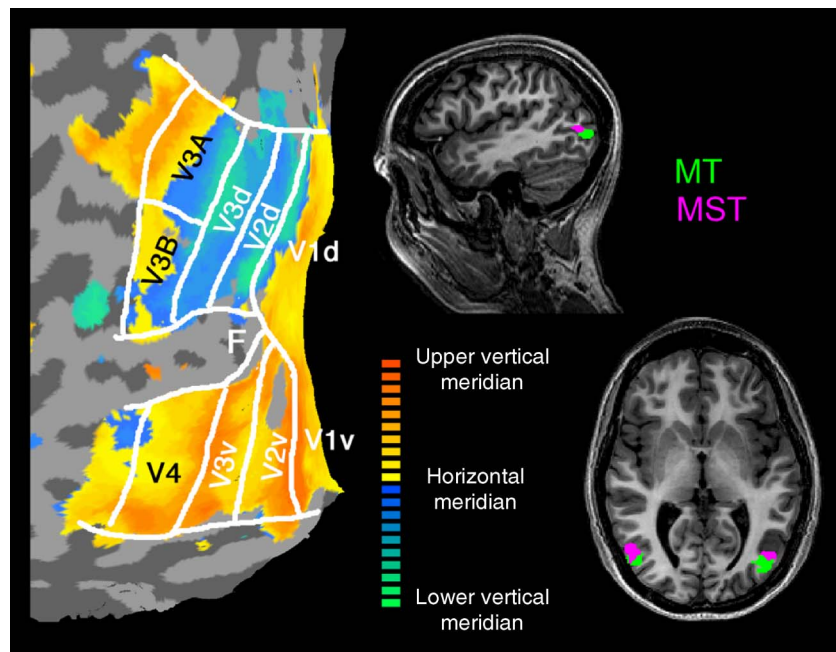 V3A
V3d
V2d
V3B
V1d
F
V4
V3v
V2v
V1v
MT
MST
Upper vertical
meridian
Horizontal
meridian
Lower vertical
meridian